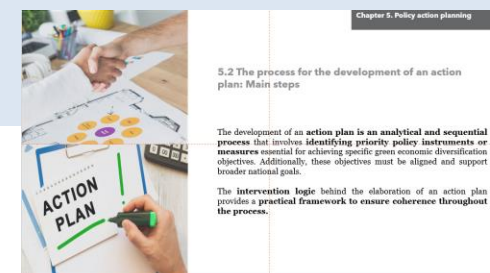 Chapter 5. Policy action planning
5.2 The process for the development of an action
plan: Main steps
The development of an action plan is an analytical and sequential
process that involves identifying priority policy instruments or
measures essential for achieving specific green economic diversification
objectives. Additionally, these objectives must be aligned and support
broader national goals.
The intervention logic behind the elaboration of an action plan
provides a practical framework to ensure coherence throughout
the process.
ACTION
PLAN